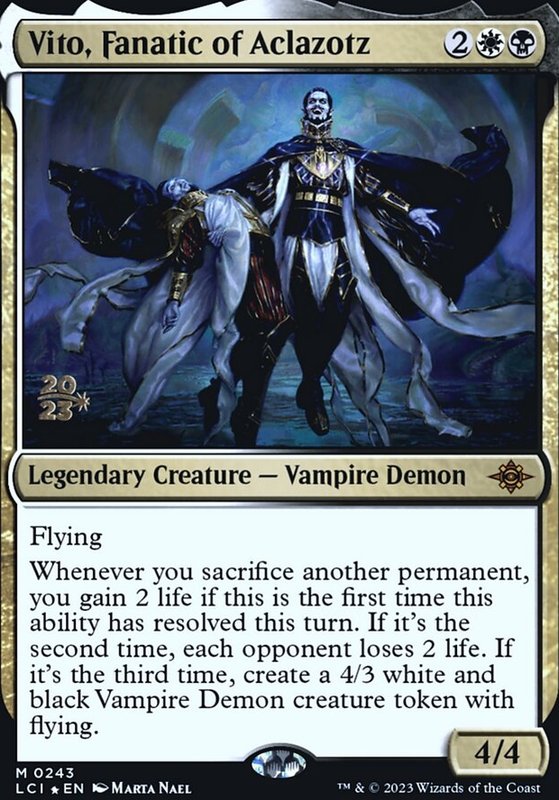 Vito, Fanatic of Aclazotz
2
20
23
Legendary Creature — Vampire Demon
Flying
Whenever you sacrifice another permanent,
you gain 2 life if this is the first time this
ability has resolved this turn. If it's the
second time, each opponent loses 2 life. If
it's the third time, create a 4/3 white and
black Vampire Demon creature token with
flying.
4/4
M 0243
LCI ★ EN Marta Nael
™ & © 2023 Wizards of the Coast